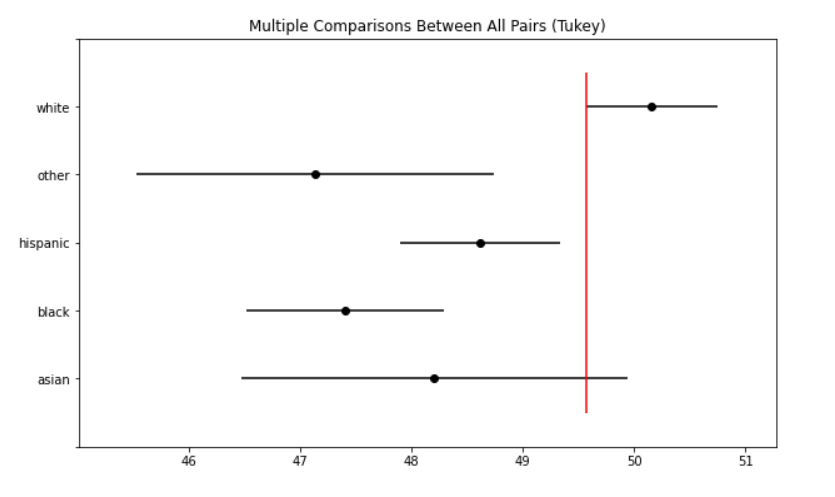 Multiple Comparisons Between All Pairs (Tukey)
white
other
hispanic
black
asian
46 47 48 49 50 51